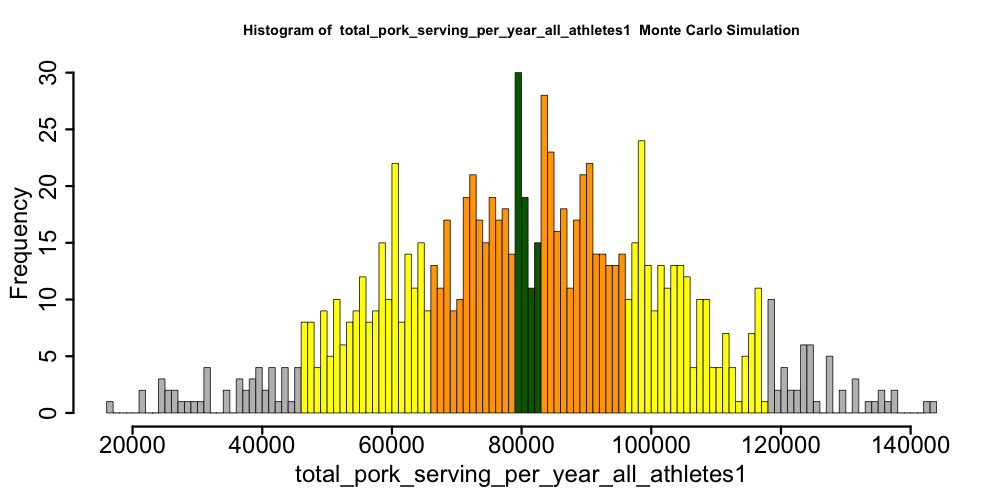 Histogram of total_pork_serving_per_year_all_athletes1 Monte Carlo Simulation
30
25
20
15
10
5
0
Frequency
20000 40000 60000 80000 100000 120000 140000
total_pork_serving_per_year_all_athletes1